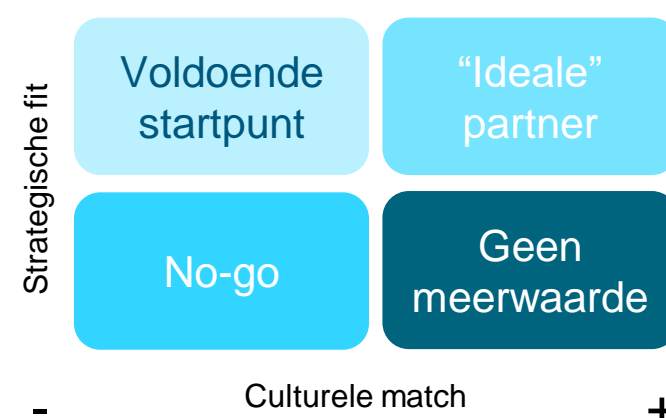 Voldoende
startpunt
“Ideale”
partner
Strategische fit
No-go
Geen
meerwaarde
Culturele match
- +